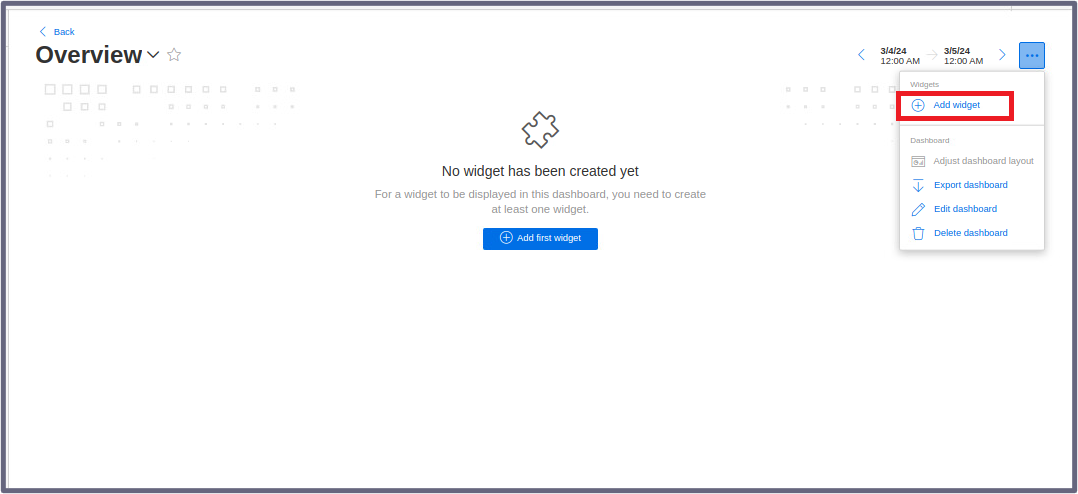 Back
Overview
3/4/24
12:00 AM
3/5/24
12:00 AM
Widgets
Add widget
Dashboard
Adjust dashboard layout
Export dashboard
Edit dashboard
Delete dashboard
No widget has been created yet
For a widget to be displayed in this dashboard, you need to create
at least one widget.
Add first widget